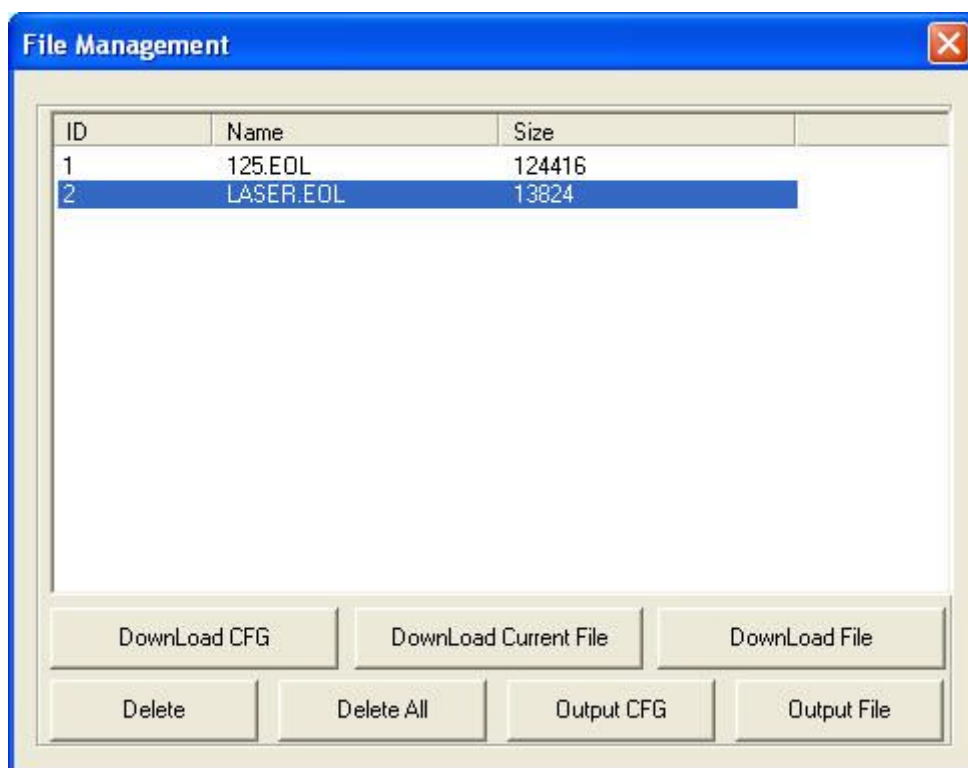 File Management
ID Name Size
1 125.EOL 124416
2 LASER.EOL 13824
DownLoad CFG DownLoad Current File DownLoad File
Delete Delete All Output CFG Output File